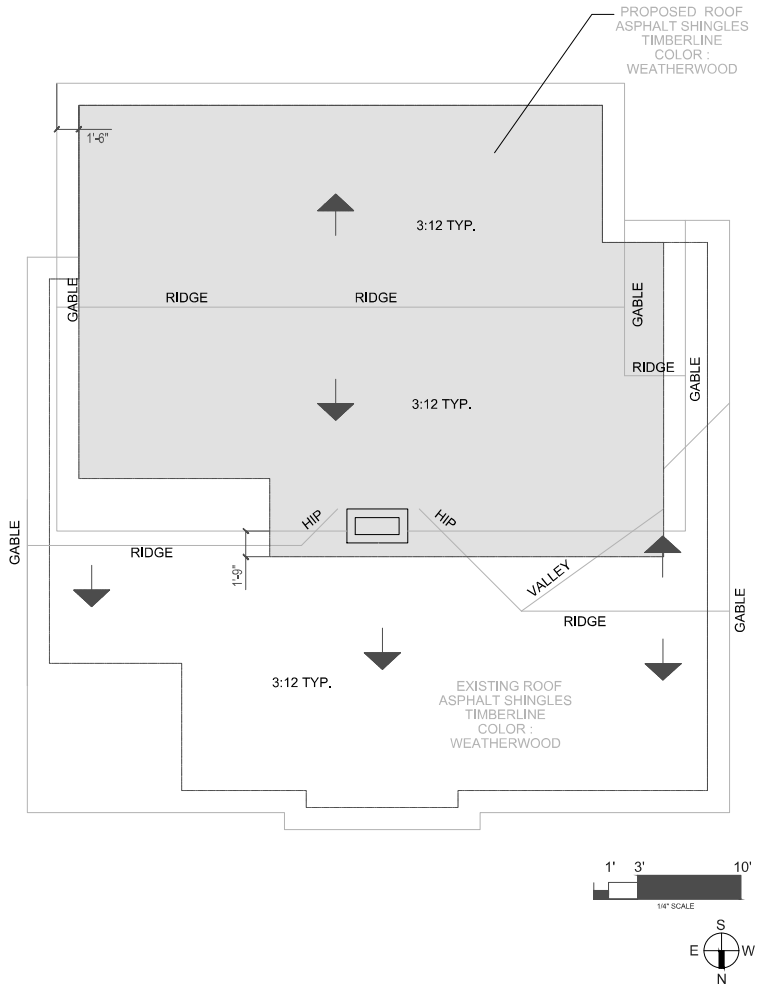 PROPOSED ROOF
ASPHALT SHINGLES
TIMBERLINE
COLOR :
WEATHERWOOD
1'-6"
3:12 TYP.
GABLE
RIDGE
RIDGE
GABLE
RIDGE
GABLE
3:12 TYP.
GABLE
HIP
HIP
RIDGE
1'-9"
VALLEY
RIDGE
GABLE
3:12 TYP.
EXISTING ROOF
ASPHALT SHINGLES
TIMBERLINE
COLOR :
WEATHERWOOD
1' 3' 10'
1/4" SCALE
S
E W
N